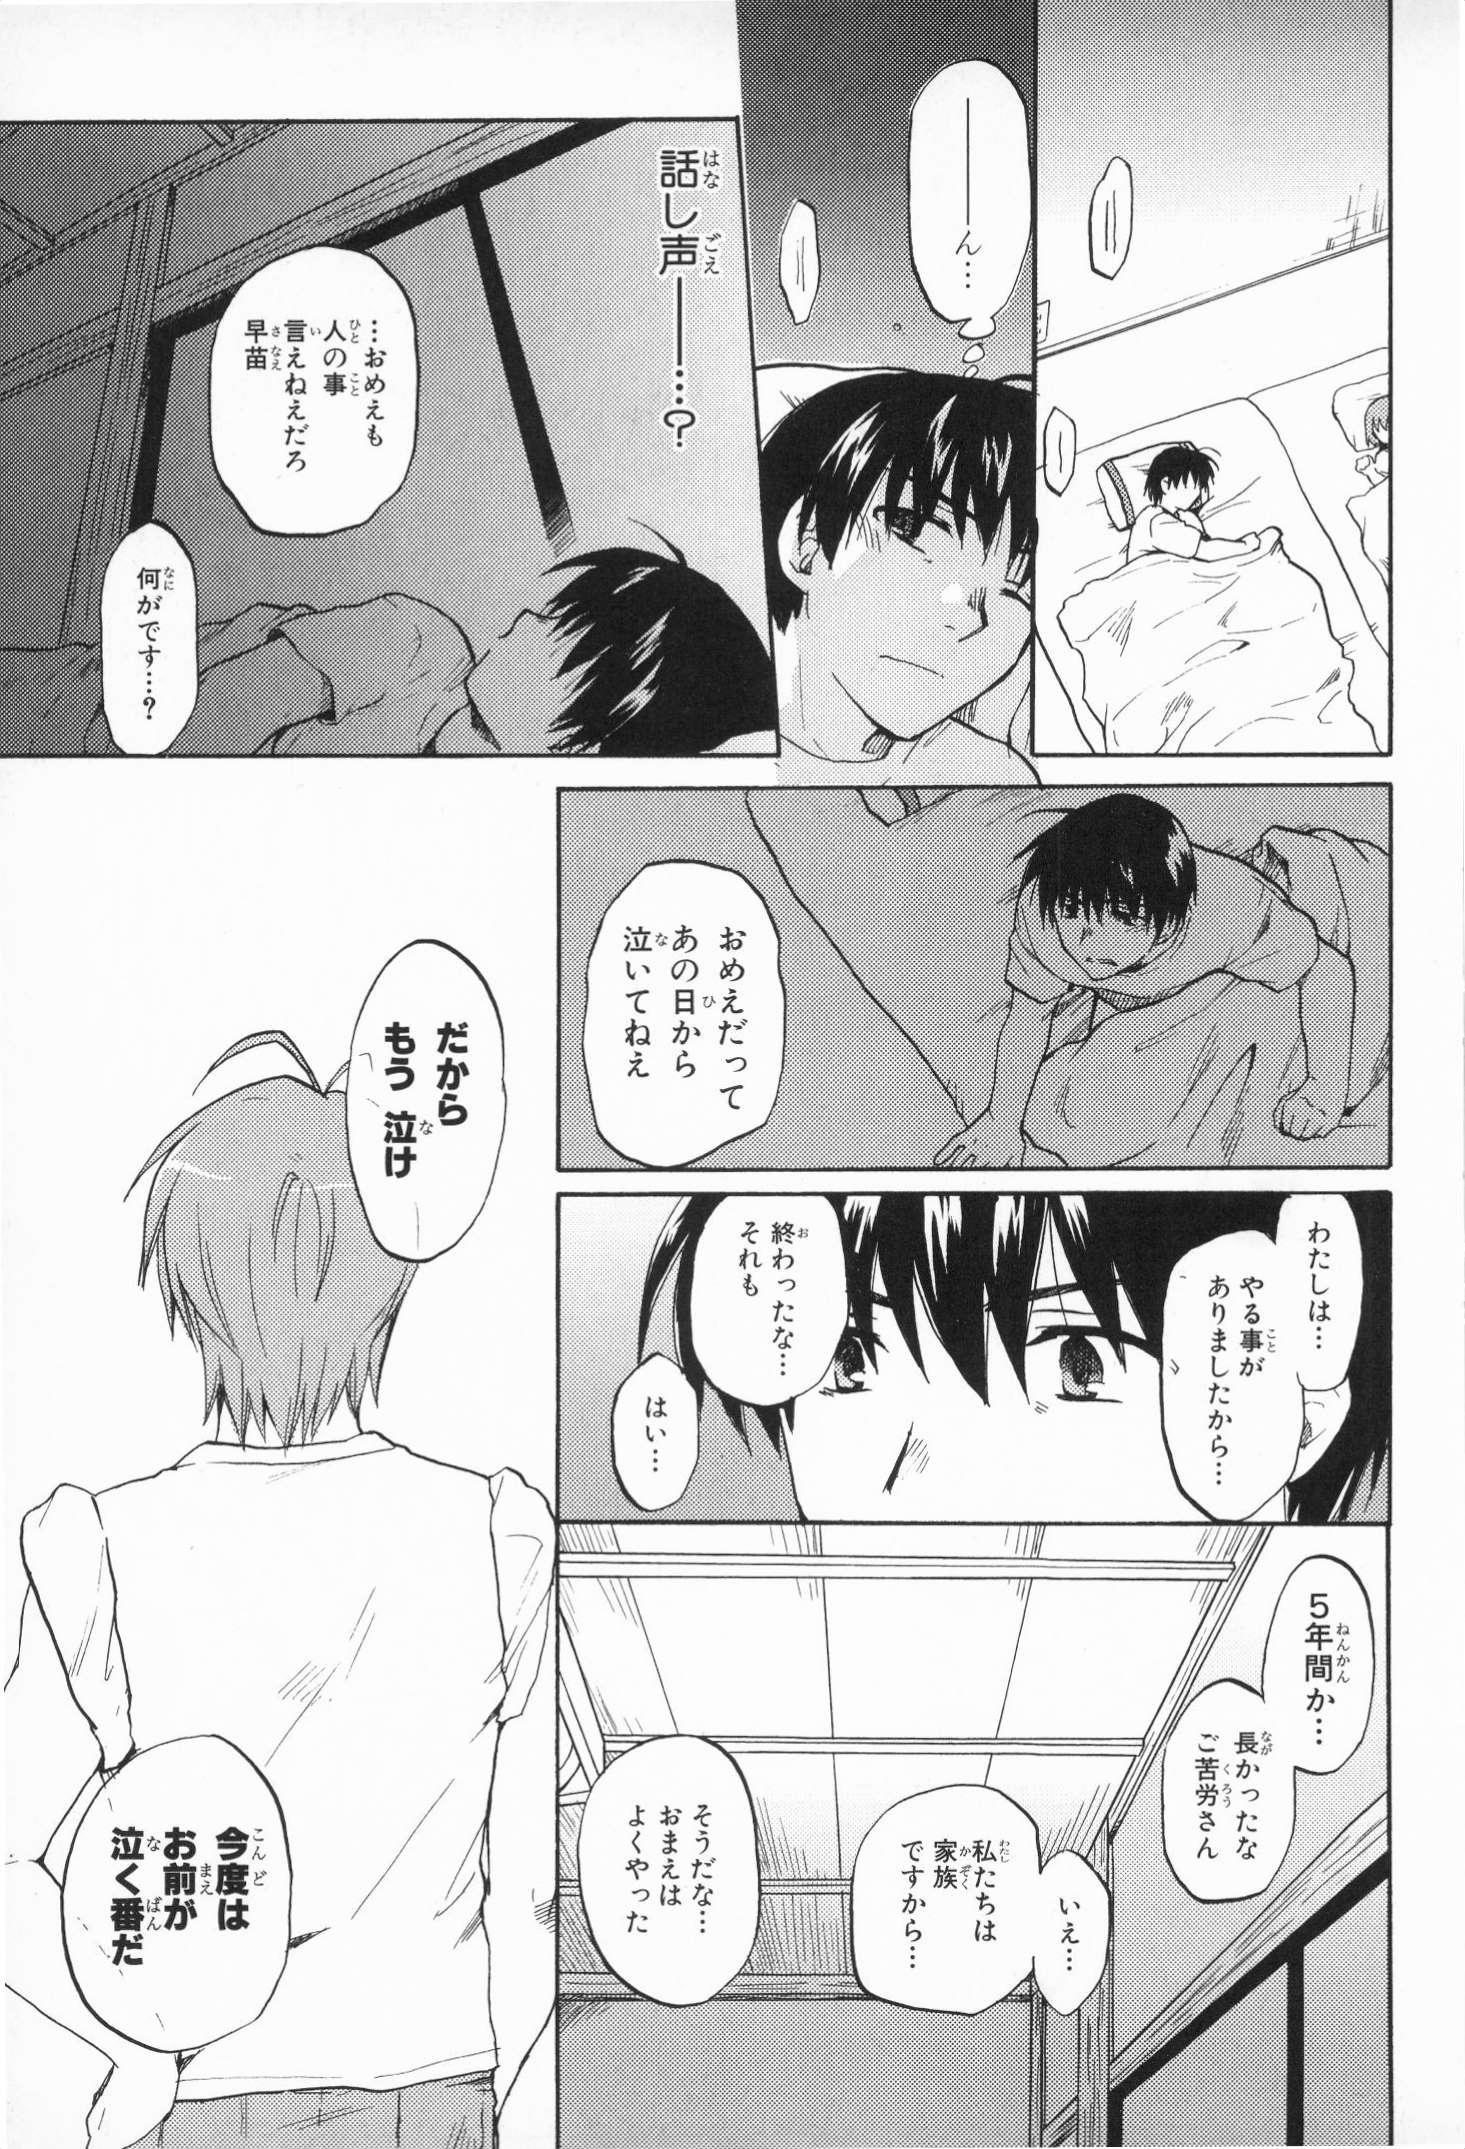 ――――ん…
話し声――…?
…おめえも
人の事
言えねえだろ
早苗
何がです…?
おめえだって
あの日から
泣いてねえ
わたしは…
やる事が
ありましたから…
終わったな…
それも
はい…
5年間か…
長かったな
ご苦労さん
いえ…
私たちは
家族
ですから…
そうだな…
おまえは
よくやった
だから
もう 泣け
今度は
お前が
泣く番だ